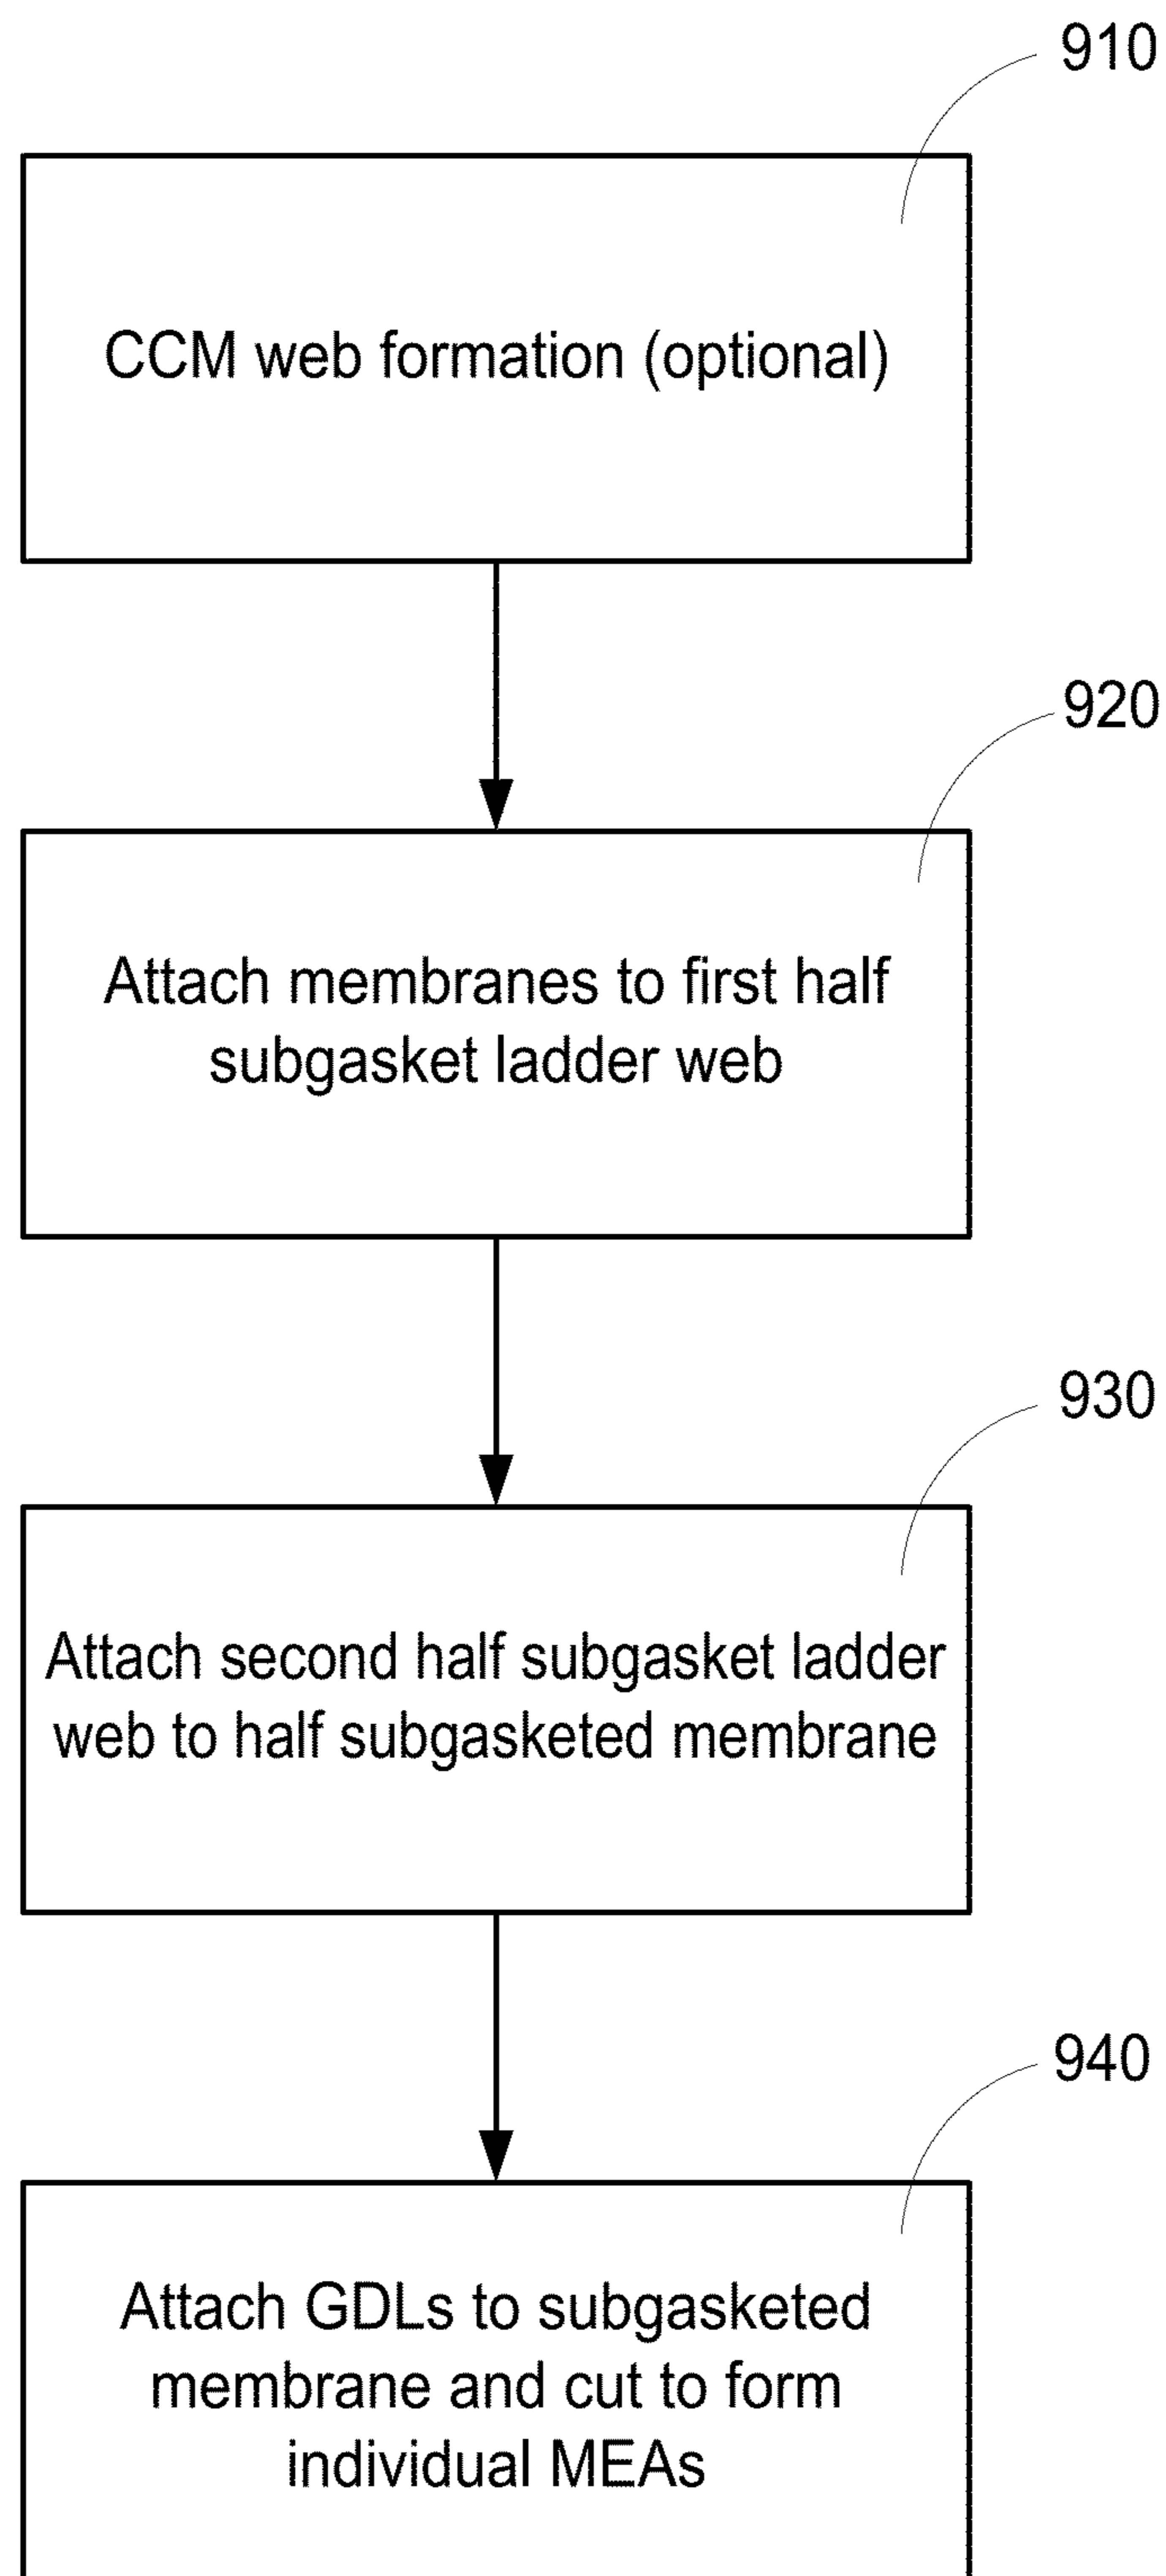 910
CCM web formation (optional)
920
Attach membranes to first half
subgasket ladder web
930
Attach second half subgasket ladder
web to half subgasketed membrane
940
Attach GDLs to subgasketed
membrane and cut to form
individual MEAs